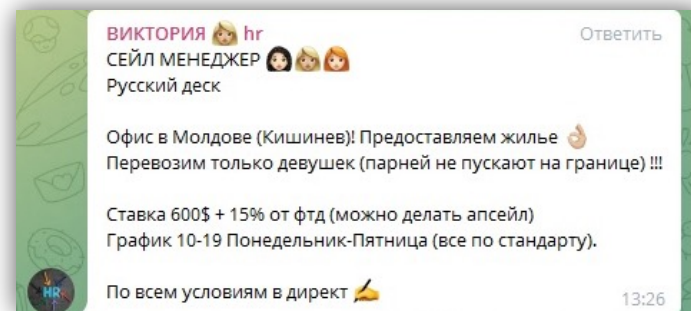 ВИКТОРИЯ 👩🏼 hr
Ответить
СЕЙЛ МЕНЕДЖЕР 👩🏻👩🏼👩🏻‍🦰
Русский деск
Офис в Молдове (Кишинев)! Предоставляем жилье 👌🏼
Перевозим только девушек (парней не пускают на границе) !!!
Ставка 600$ + 15% от фтд (можно делать апсейл)
График 10-19 Понедельник-Пятница (все по стандарту).
По всем условиям в директ ✍️
HR
13:26